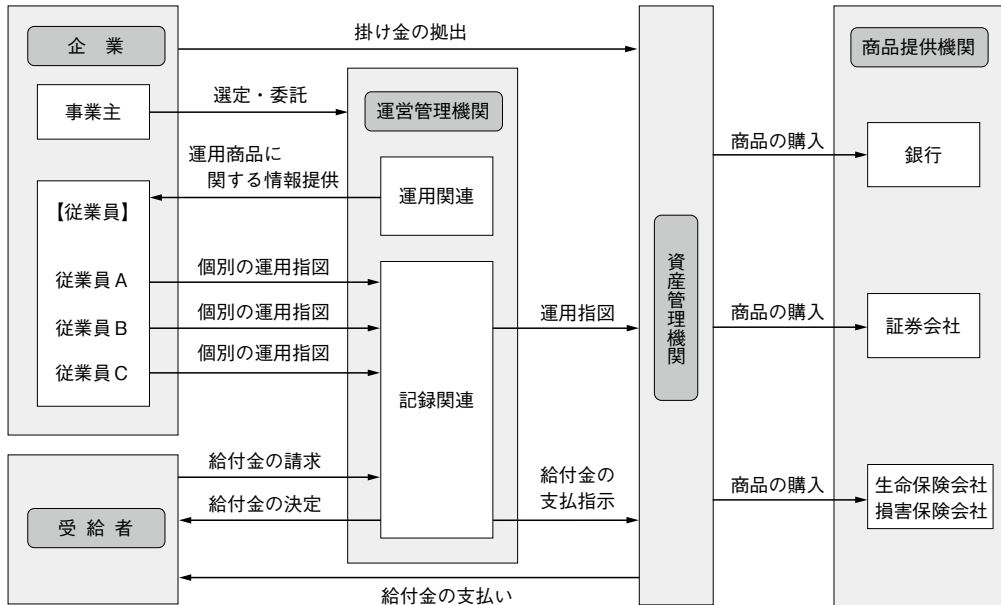 企　業
掛け金の拠出
商品提供機関
事業主
選定・委託
運営管理機関
運用商品に
関する情報提供
運用関連
商品の購入
銀行
【従業員】
従業員A
個別の運用指図
従業員B
個別の運用指図
従業員C
個別の運用指図
記録関連
運用指図
資産管理機関
商品の購入
証券会社
受 給 者
給付金の請求
給付金の決定
給付金の
支払指示
商品の購入
生命保険会社
損害保険会社
給付金の支払い